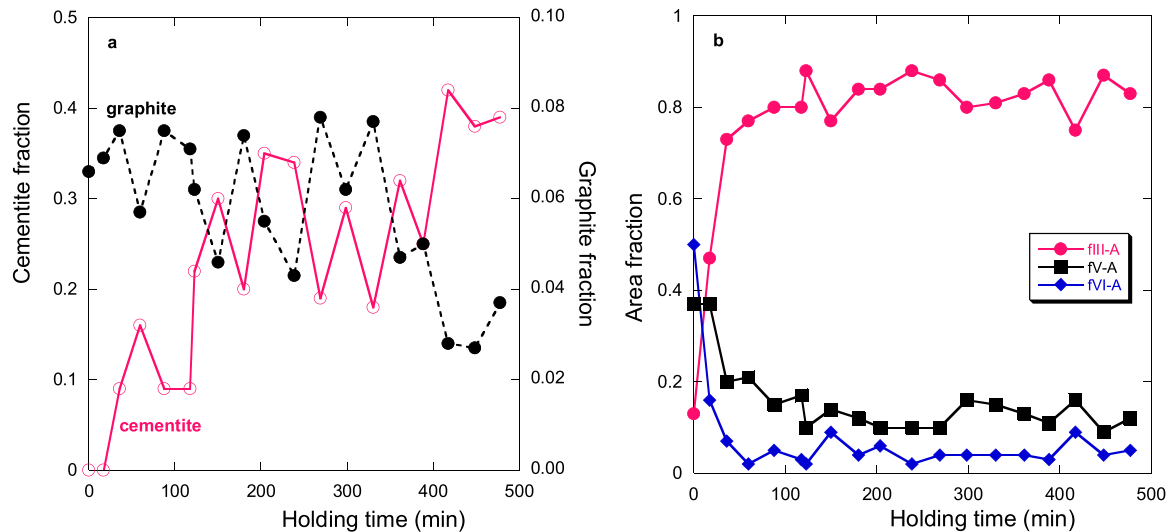 a
graphite
cementite
Cementite fraction
0.5
0.4
0.3
0.2
0.1
0
0.10
0.08
0.06
0.04
0.02
0.00
Graphite fraction
0 100 200 300 400 500
Holding time (min)
b
Area fraction
1
0.8
0.6
0.4
0.2
0
fIII-A
fV-A
fVI-A
0 100 200 300 400 500
Holding time (min)